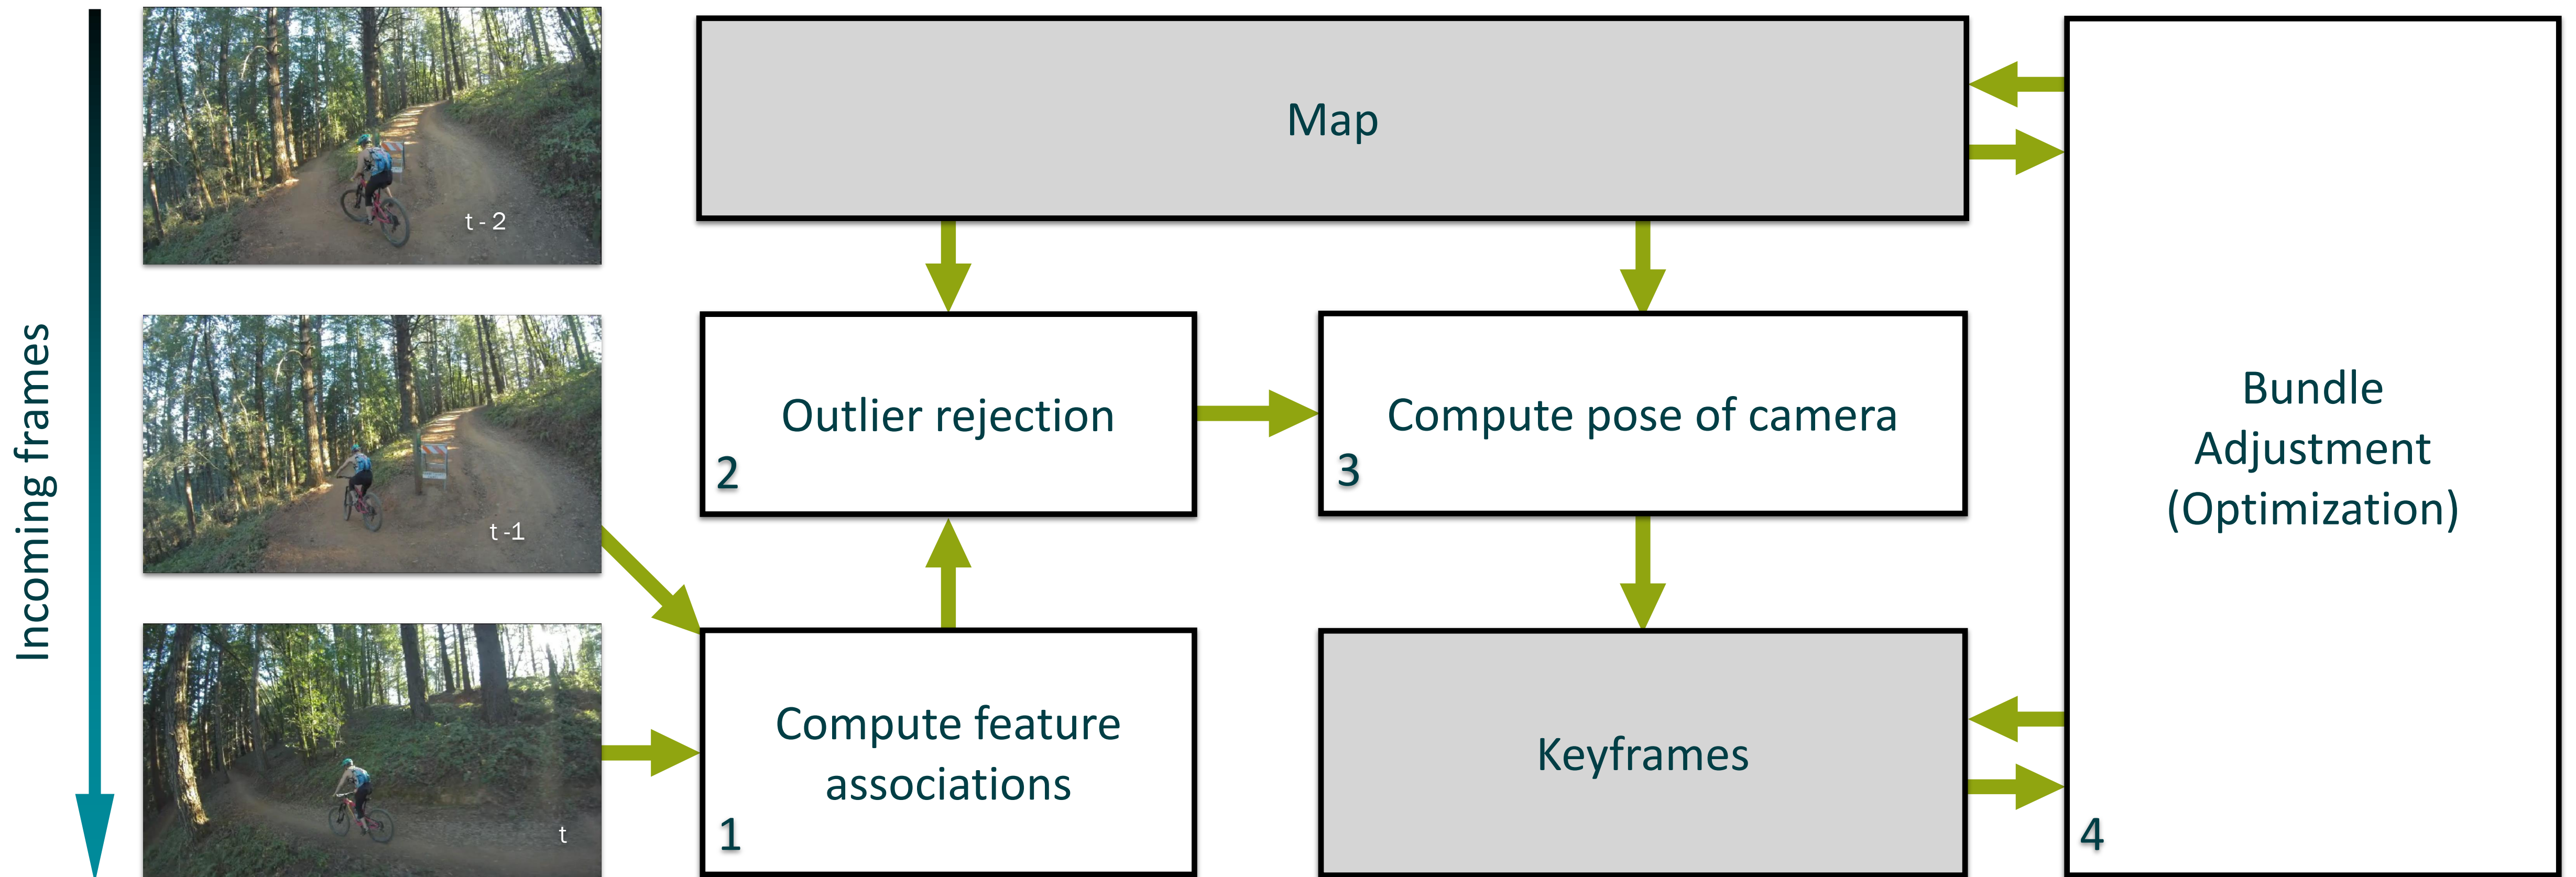 Incoming frames
t - 2
t -1
t
Map
Outlier rejection
2
Compute pose of camera
3
Compute feature
associations
1
Keyframes
Bundle
Adjustment
(Optimization)
4